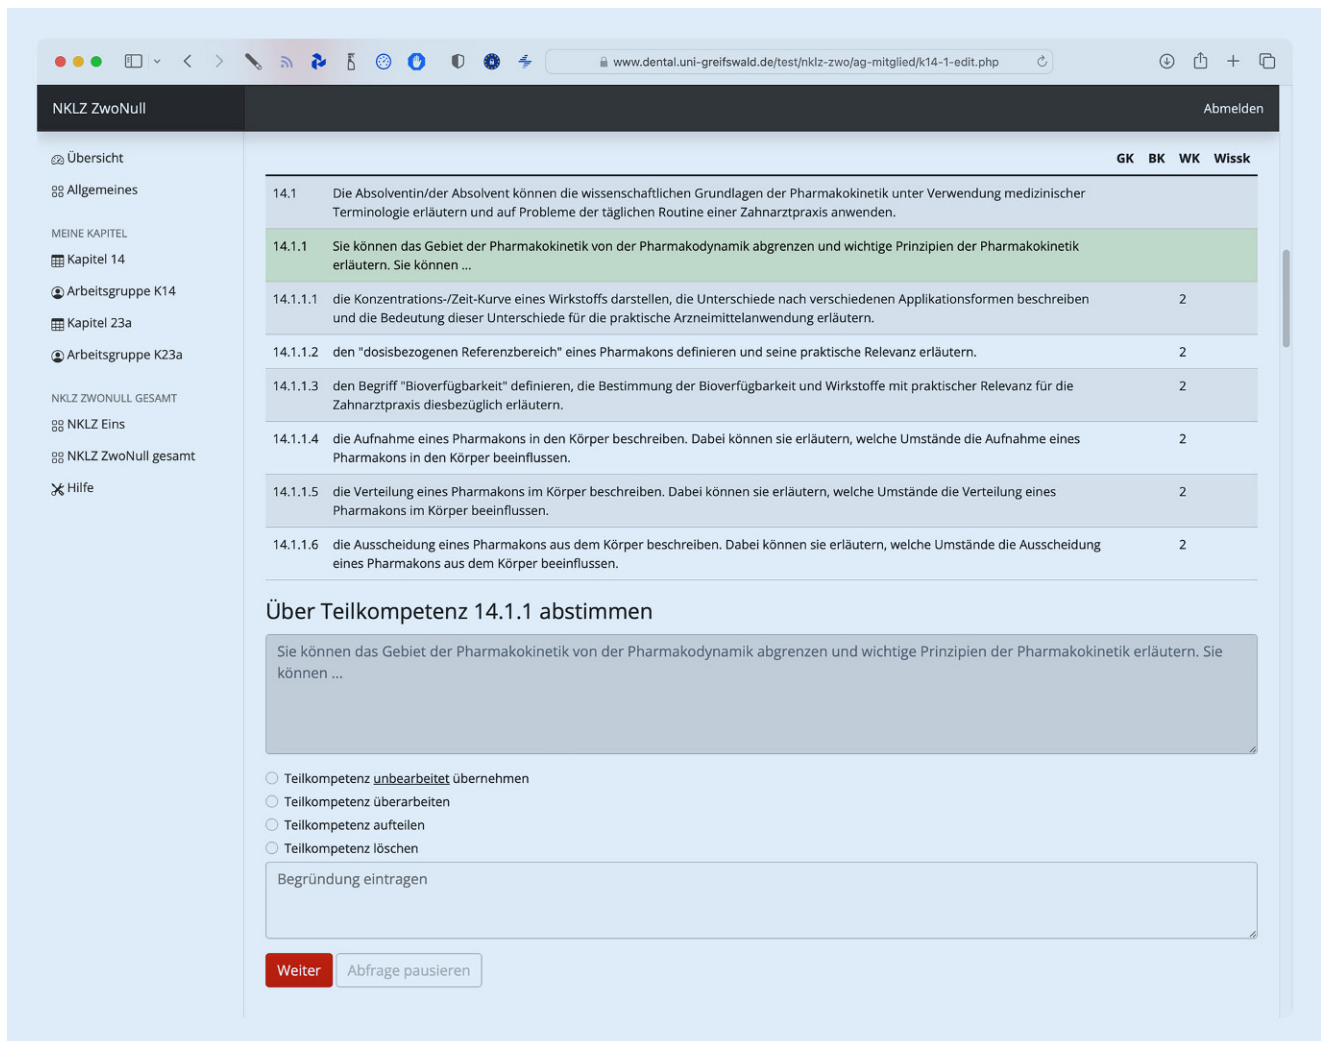 www.dental.uni-greifswald.de/test/nklz-zwo/ag-mitglied/k14-1-edit.php
NKLZ ZwoNull
Abmelden
Übersicht
Allgemeines
MEINE KAPITEL
Kapitel 14
Arbeitsgruppe K14
Kapitel 23a
Arbeitsgruppe K23a
NKLZ ZWONULL GESAMT
NKLZ Eins
NKLZ ZwoNull gesamt
Hilfe
GK BK WK Wissk
14.1 Die Absolventin/der Absolvent können die wissenschaftlichen Grundlagen der Pharmakokinetik unter Verwendung medizinischer
Terminologie erläutern und auf Probleme der täglichen Routine einer Zahnarztpraxis anwenden.
14.1.1 Sie können das Gebiet der Pharmakokinetik von der Pharmakodynamik abgrenzen und wichtige Prinzipien der Pharmakokinetik
erläutern. Sie können ...
14.1.1.1 die Konzentrations-/Zeit-Kurve eines Wirkstoffs darstellen, die Unterschiede nach verschiedenen Applikationsformen beschreiben 2
und die Bedeutung dieser Unterschiede für die praktische Arzneimittelanwendung erläutern.
14.1.1.2 den "dosisbezogenen Referenzbereich" eines Pharmakons definieren und seine praktische Relevanz erläutern. 2
14.1.1.3 den Begriff "Bioverfügbarkeit" definieren, die Bestimmung der Bioverfügbarkeit und Wirkstoffe mit praktischer Relevanz für die 2
Zahnarztpraxis diesbezüglich erläutern.
14.1.1.4 die Aufnahme eines Pharmakons in den Körper beschreiben. Dabei können sie erläutern, welche Umstände die Aufnahme eines 2
Pharmakons in den Körper beeinflussen.
14.1.1.5 die Verteilung eines Pharmakons im Körper beschreiben. Dabei können sie erläutern, welche Umstände die Verteilung eines 2
Pharmakons im Körper beeinflussen.
14.1.1.6 die Ausscheidung eines Pharmakons aus dem Körper beschreiben. Dabei können sie erläutern, welche Umstände die Ausscheidung 2
eines Pharmakons aus dem Körper beeinflussen.
Über Teilkompetenz 14.1.1 abstimmen
Sie können das Gebiet der Pharmakokinetik von der Pharmakodynamik abgrenzen und wichtige Prinzipien der Pharmakokinetik erläutern. Sie
können ...
Teilkompetenz unbearbeitet übernehmen
Teilkompetenz überarbeiten
Teilkompetenz aufteilen
Teilkompetenz löschen
Begründung eintragen
Weiter
Abfrage pausieren